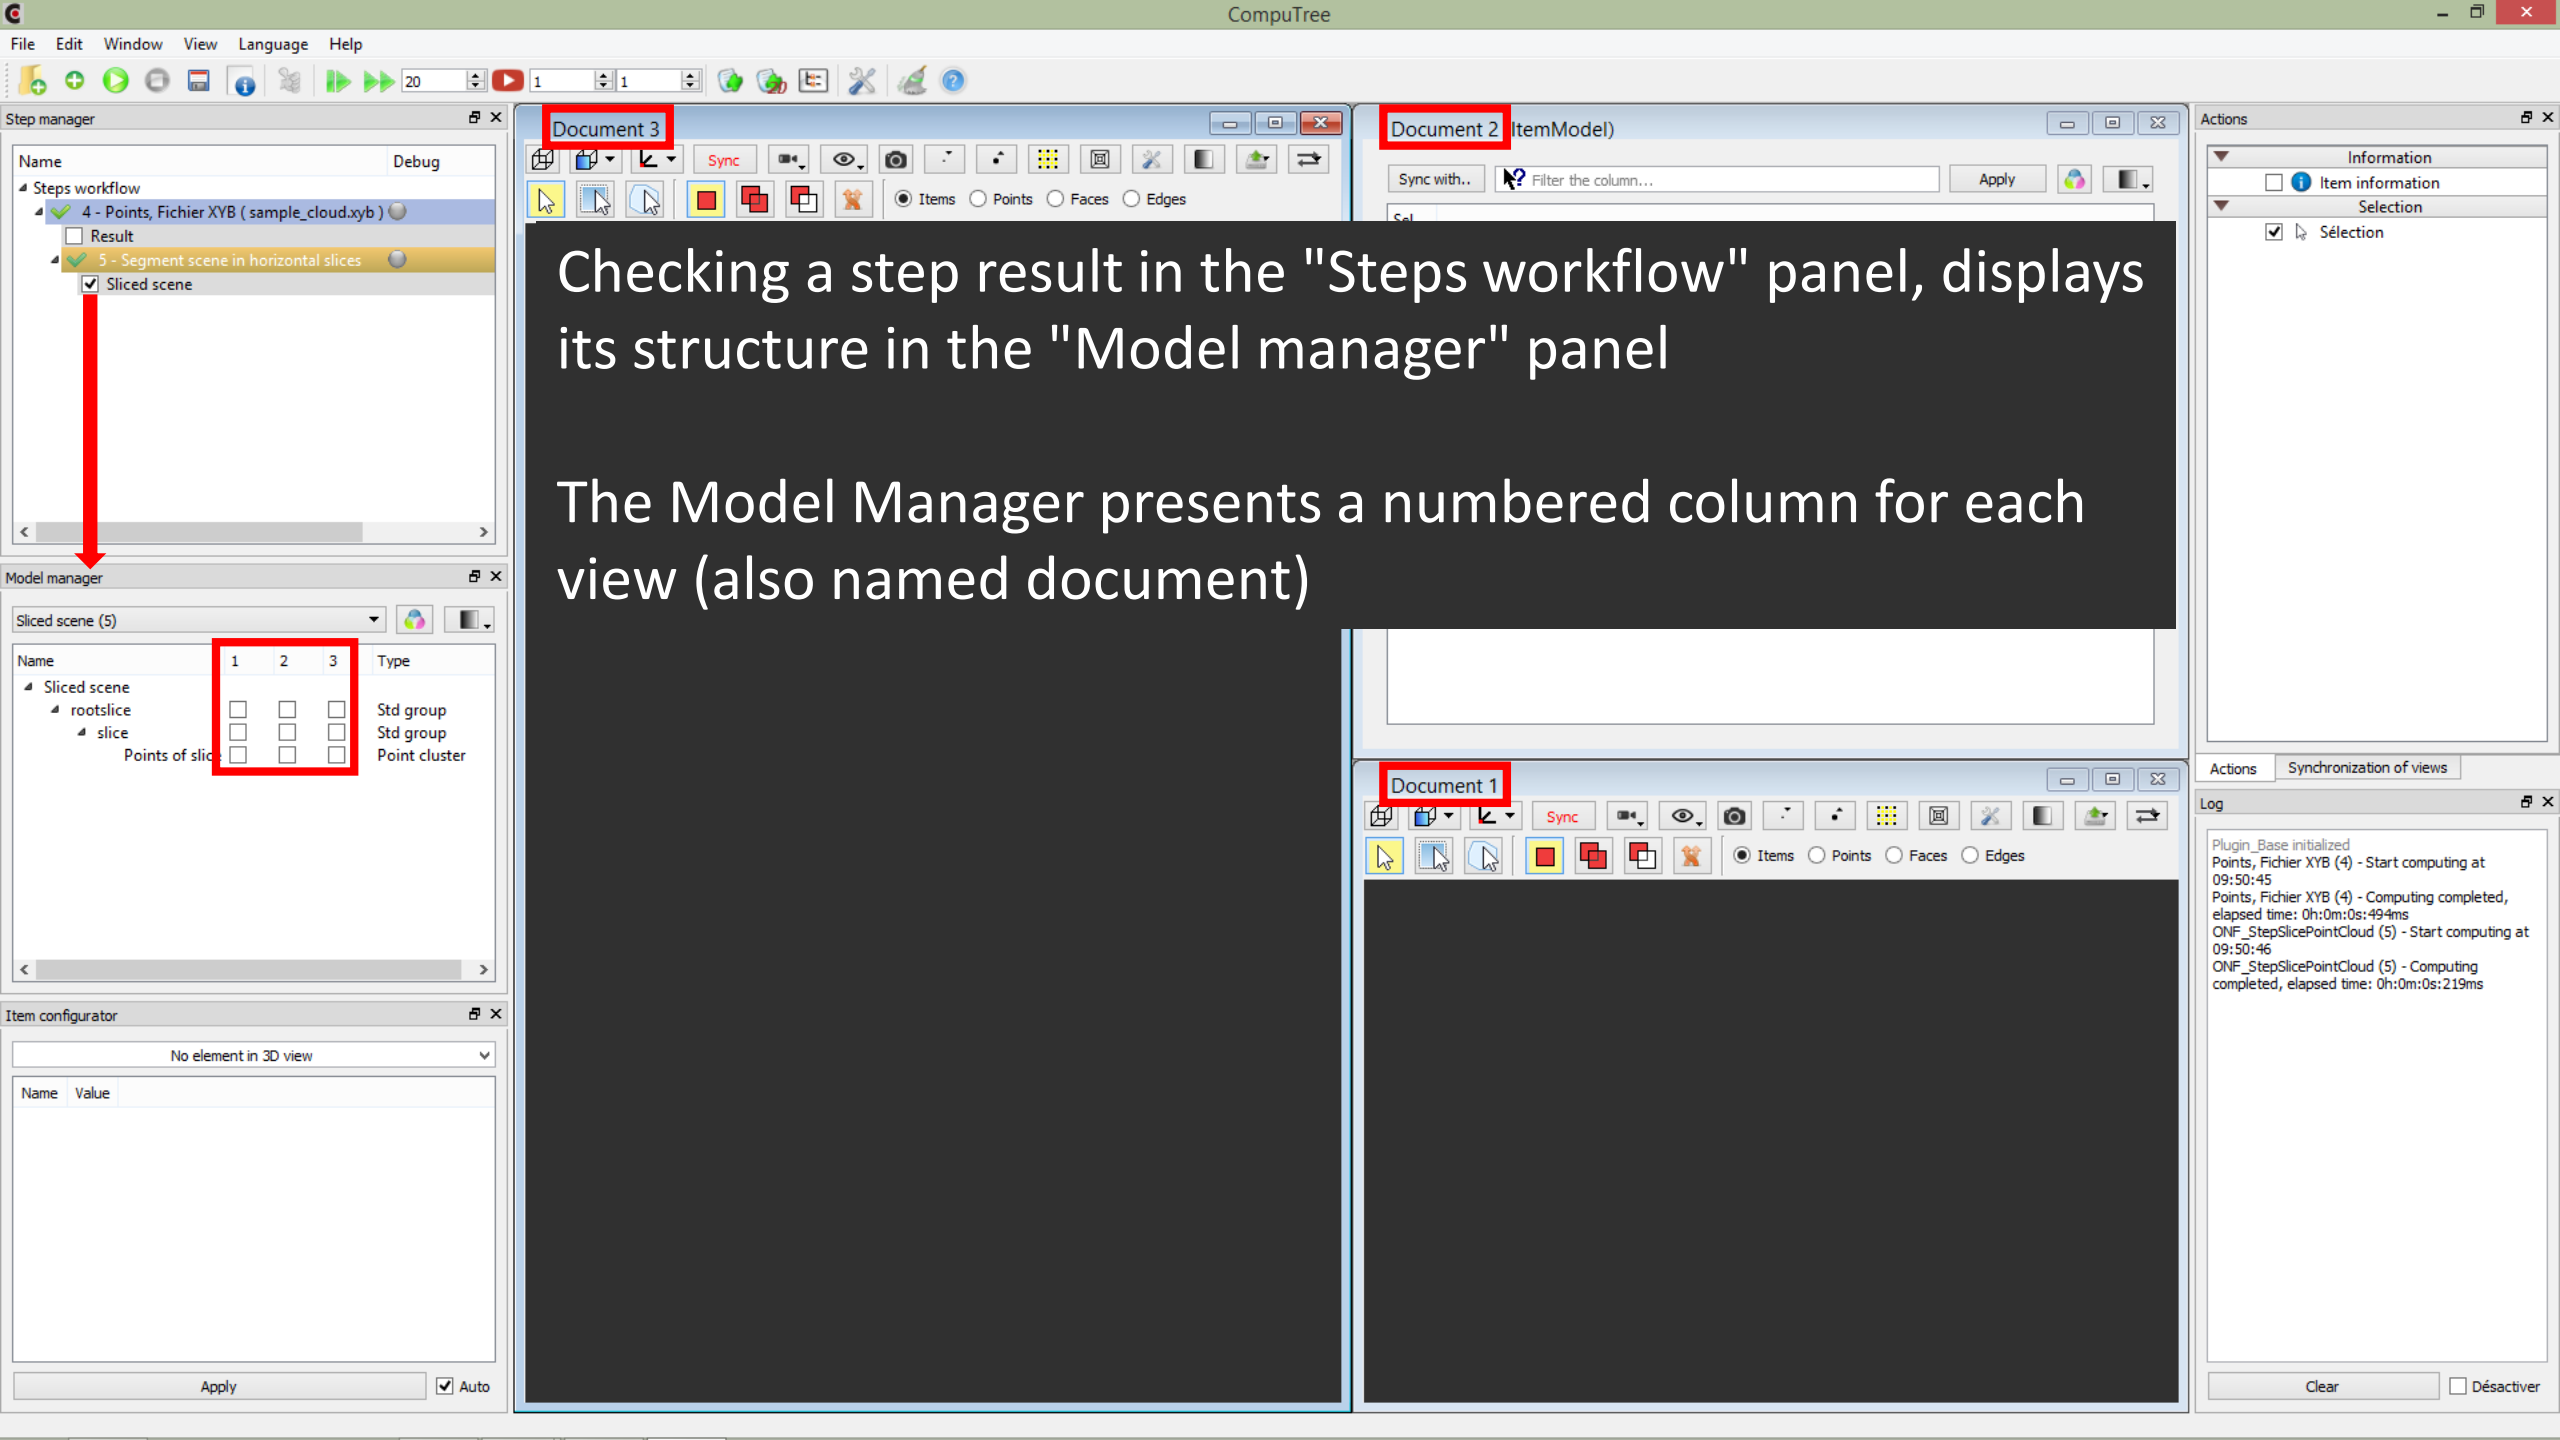 CompuTree
File Edit Window View Language Help
20 1 1
Step manager
Name Debug
Steps workflow
4 - Points, Fichier XYB ( sample_cloud.xyb )
Result
5 - Segment scene in horizontal slices
Sliced scene
Model manager
Sliced scene (5)
Name 1 2 3 Type
Sliced scene
rootslice Std group
slice Std group
Points of slice Point cluster
Item configurator
No element in 3D view
Name Value
Apply Auto
Document 3
Sync
Items Points Faces Edges
Document 2 ItemModel)
Sync with.. Filter the column... Apply
Sel
Checking a step result in the "Steps workflow" panel, displays
its structure in the "Model manager" panel
The Model Manager presents a numbered column for each
view (also named document)
Document 1
Sync
Items Points Faces Edges
Actions
Information
Item information
Selection
Sélection
Actions Synchronization of views
Log
Plugin_Base initialized
Points, Fichier XYB (4) - Start computing at
09:50:45
Points, Fichier XYB (4) - Computing completed,
elapsed time: 0h:0m:0s:494ms
ONF_StepSlicePointCloud (5) - Start computing at
09:50:46
ONF_StepSlicePointCloud (5) - Computing
completed, elapsed time: 0h:0m:0s:219ms
Clear Désactiver